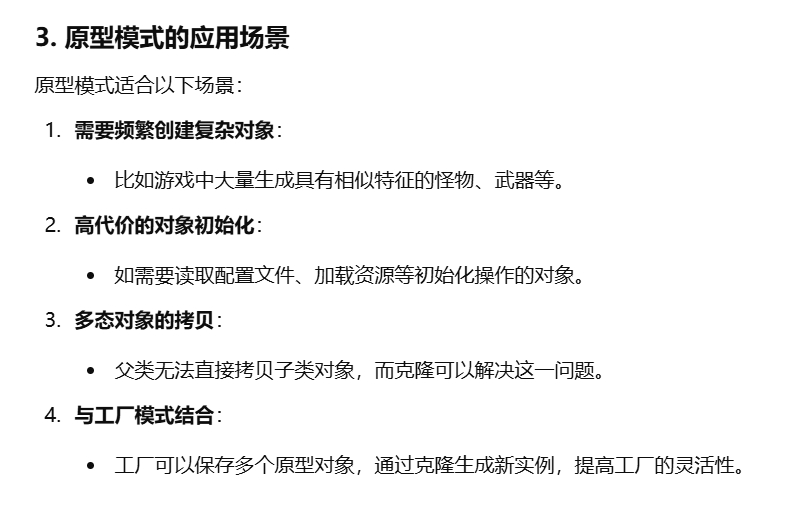 3. 原型模式的应用场景
原型模式适合以下场景：
1. 需要频繁创建复杂对象：
• 比如游戏中大量生成具有相似特征的怪物、武器等。
2. 高代价的对象初始化：
• 如需要读取配置文件、加载资源等初始化操作的对象。
3. 多态对象的拷贝：
• 父类无法直接拷贝子类对象，而克隆可以解决这一问题。
4. 与工厂模式结合：
• 工厂可以保存多个原型对象，通过克隆生成新实例，提高工厂的灵活性。